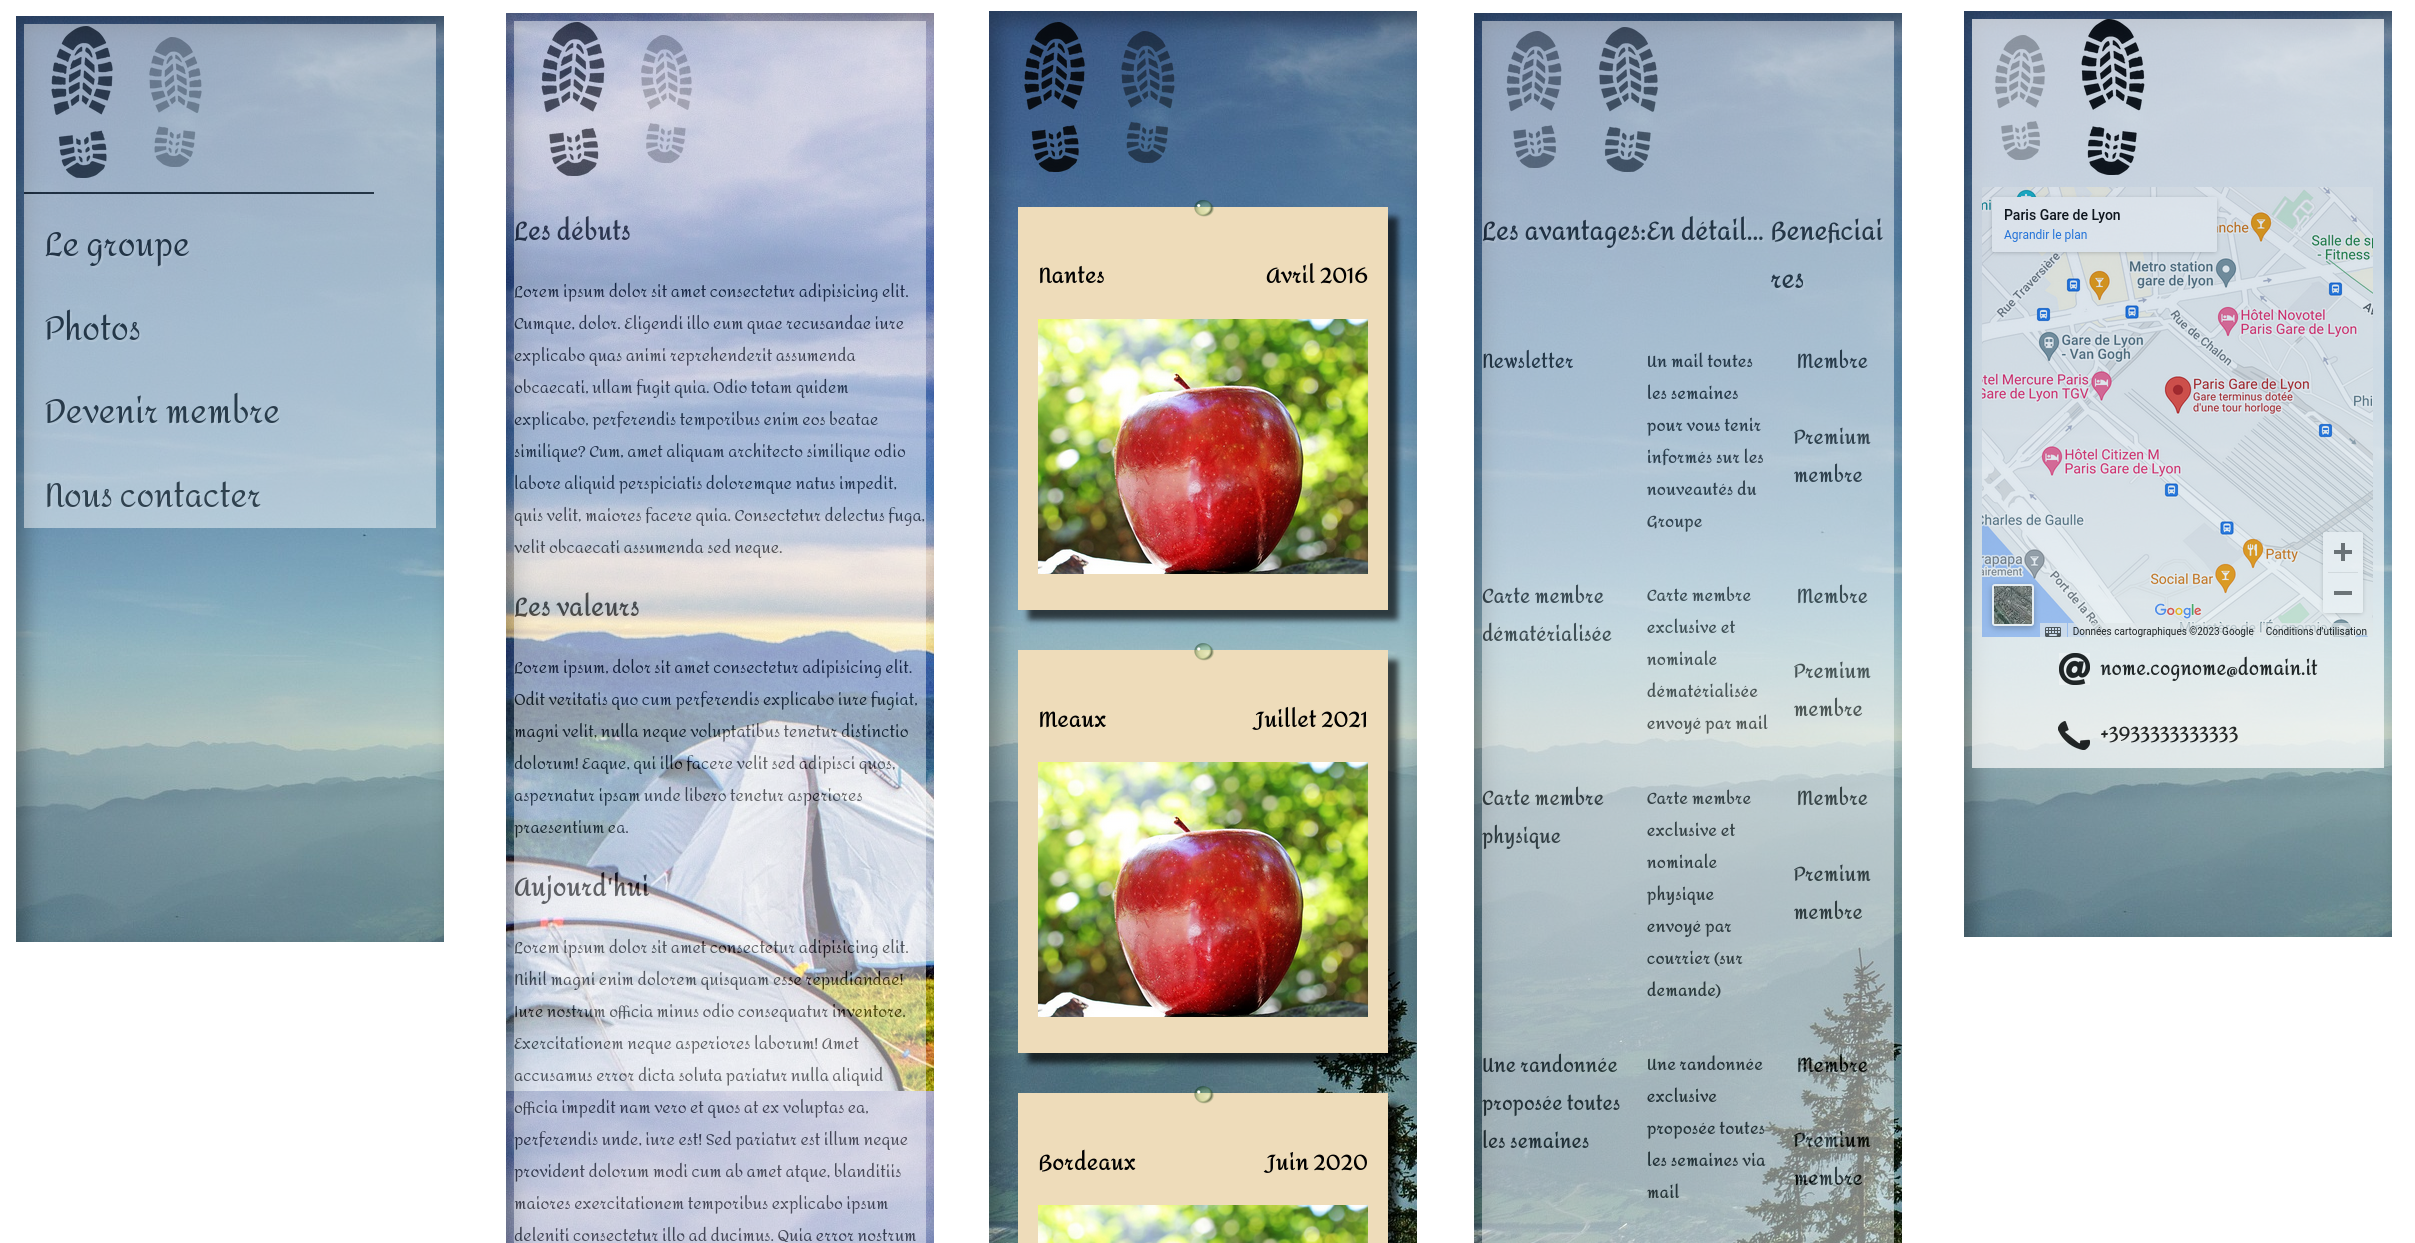 Le groupe
Photos
Devenir membre
Nous contacter
Les débuts
Lorem ipsum dolor sit amet consectetur adipisicing elit.
Cumque, dolor. Eligendi illo eum quae recusandae iure
explicabo quas animi reprehenderit assumenda
obcaecati, ullam fugit quia. Odio totam quidem
explicabo, perferendis temporibus enim eos beatae
similique? Cum, amet aliquam architecto similique odio
labore aliquid perspiciatis doloremque natus impedit,
quis velit, maiores facere quia. Consectetur delectus fuga,
velit obcaecati assumenda sed neque.
Les valeurs
Lorem ipsum, dolor sit amet consectetur adipisicing elit.
Odit veritatis quo cum perferendis explicabo iure fugiat,
magni velit, nulla neque voluptatibus tenetur distinctio
dolorum! Eaque, qui illo facere velit sed adipisci quos,
aspernatur ipsam unde libero tenetur asperiores
praesentium ea.
Aujourd'hui
Lorem ipsum dolor sit amet consectetur adipisicing elit.
Nihil magni enim dolorem quisquam esse repudiandae!
Iure nostrum officia minus odio consequatur inventore.
Exercitationem neque asperiores laborum! Amet
accusamus error dicta soluta pariatur nulla aliquid
officia impedit nam vero et quos at ex voluptas ea,
perferendis unde, iure est! Sed pariatur est illum neque
provident dolorum modi cum ab amet atque, blanditiis
maiores exercitationem temporibus explicabo ipsum
deleniti consectetur illo ad ducimus. Quia error nostrum
Nantes Avril 2016
Meaux Juillet 2021
Bordeaux Juin 2020
Les avantages: En détail... Beneficiai
res
Newsletter
Un mail toutes
les semaines
pour vous tenir
informés sur les
nouveautés du
Groupe
Membre
Premium
membre
Carte membre
dématérialisée
Carte membre
exclusive et
nominale
dématérialisée
envoyé par mail
Membre
Premium
membre
Carte membre
physique
Carte membre
exclusive et
nominale
physique
envoyé par
courrier (sur
demande)
Membre
Premium
membre
Une randonnée
proposée toutes
les semaines
Une randonnée
exclusive
proposée toutes
les semaines via
mail
Membre
Premium
membre
Paris Gare de Lyon
Agrandir le plan
mi
nche
Salle de sp
- Fitness
Rue Traversière
Metro station
gare de lyon
Hôtel Novotel
Paris Gare de Lyon
Rue de Chalon
Gare de Lyon
- Van Gogh
tel Mercure Paris
Gare de Lyon TGV
Paris Gare de Lyon
Gare terminus dotée
d'une tour horloge
Phi
Hôtel Citizen M
Paris Gare de Lyon
Charles de Gaulle
Patty
rapapa
airement
Social Bar
Port de la Ra
Google
Données cartographiques ©2023 Google Conditions d'utilisation
nome.cognome@domain.it
+3933333333333